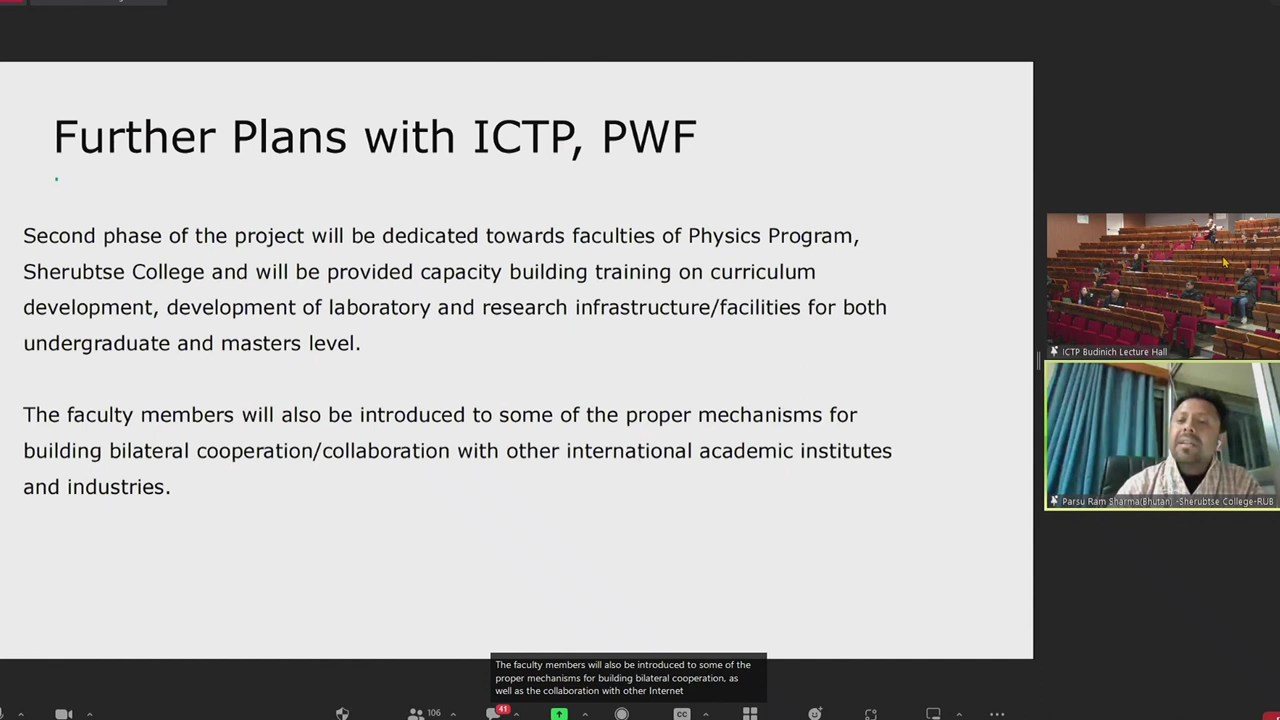 Further Plans with ICTP, PWF
Second phase of the project will be dedicated towards faculties of Physics Program,
Sherubtse College and will be provided capacity building training on curriculum
development, development of laboratory and research infrastructure/facilities for both
undergraduate and masters level.
The faculty members will also be introduced to some of the proper mechanisms for
building bilateral cooperation/collaboration with other international academic institutes
and industries.
ICTP Budinich Lecture Hall
Parsu Ram Sharma(Bhutan) -Sherubtse College-RUB
The faculty members will also be introduced to some of the
proper mechanisms for building bilateral cooperation, as
well as the collaboration with other Internet
106
41
CC